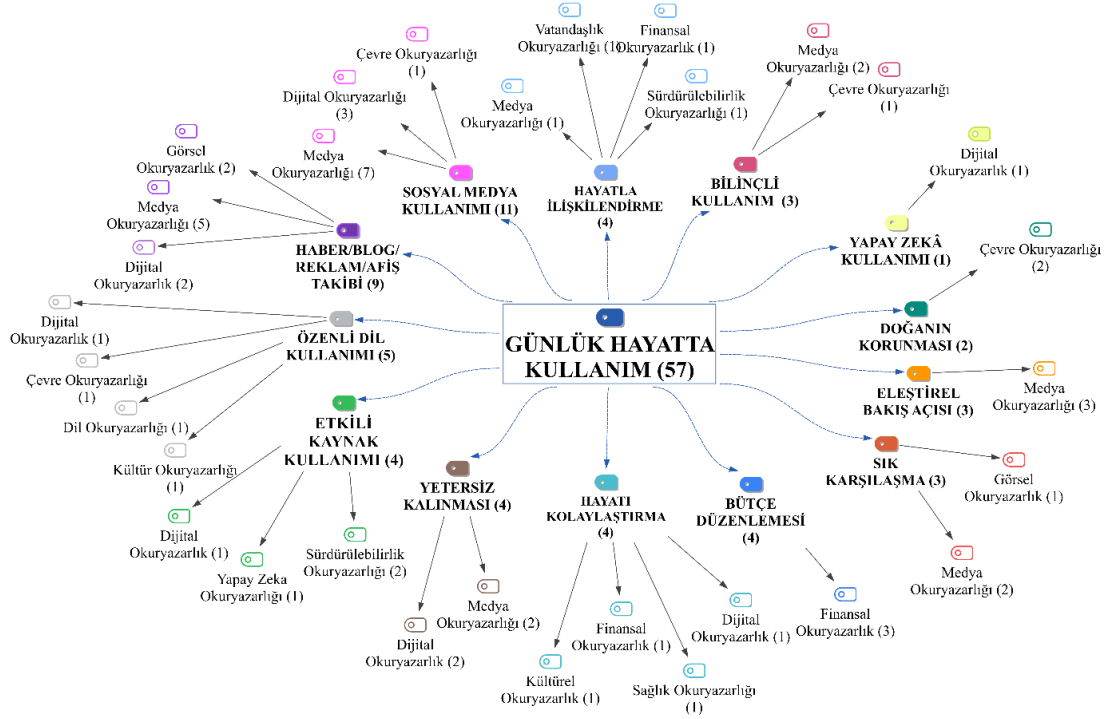 GÜNLÜK HAYATTA
KULLANIM (57)
SOSYAL MEDYA
KULLANIMI (11)
Çevre Okuryazarlığı
(1)
Dijital Okuryazarlığı
(3)
Medya
Okuryazarlığı (7)
HAYATLA
İLİŞKİLENDİRME
(4)
Medya
Okuryazarlığı (1)
Vatandaşlık
Okuryazarlığı (1)
Finansal
Okuryazarlık (1)
Sürdürülebilirlik
Okuryazarlığı (1)
BİLİNÇLİ
KULLANIM (3)
Medya
Okuryazarlığı (2)
Çevre Okuryazarlığı
(1)
YAPAY ZEKÂ
KULLANIMI (1)
Dijital
Okuryazarlık (1)
DOĞANIN
KORUNMASI (2)
Çevre Okuryazarlığı
(2)
ELEŞTİREL
BAKIŞ AÇISI (3)
Medya
Okuryazarlığı (3)
SIK
KARŞILAŞMA (3)
Görsel
Okuryazarlık (1)
Medya
Okuryazarlığı (2)
BÜTÇE
DÜZENLEMESİ
(4)
Finansal
Okuryazarlık (3)
HAYATI
KOLAYLAŞTIRMA
(4)
Dijital
Okuryazarlık (1)
Sağlık Okuryazarlığı
(1)
Finansal
Okuryazarlık (1)
Kültürel
Okuryazarlık (1)
YETERSİZ
KALINMASI (4)
Medya
Okuryazarlığı (2)
Dijital
Okuryazarlık (2)
ETKİLİ
KAYNAK
KULLANIMI (4)
Sürdürülebilirlik
Okuryazarlığı (2)
Yapay Zeka
Okuryazarlığı (1)
Dijital
Okuryazarlık (1)
ÖZENLİ DİL
KULLANIMI (5)
Dijital
Okuryazarlık (1)
Çevre Okuryazarlığı
(1)
Dil Okuryazarlığı (1)
Kültür Okuryazarlığı
(1)
HABER/BLOG/
REKLAM/AFİŞ
TAKİBİ (9)
Görsel
Okuryazarlık (2)
Medya
Okuryazarlığı (5)
Dijital
Okuryazarlık (2)